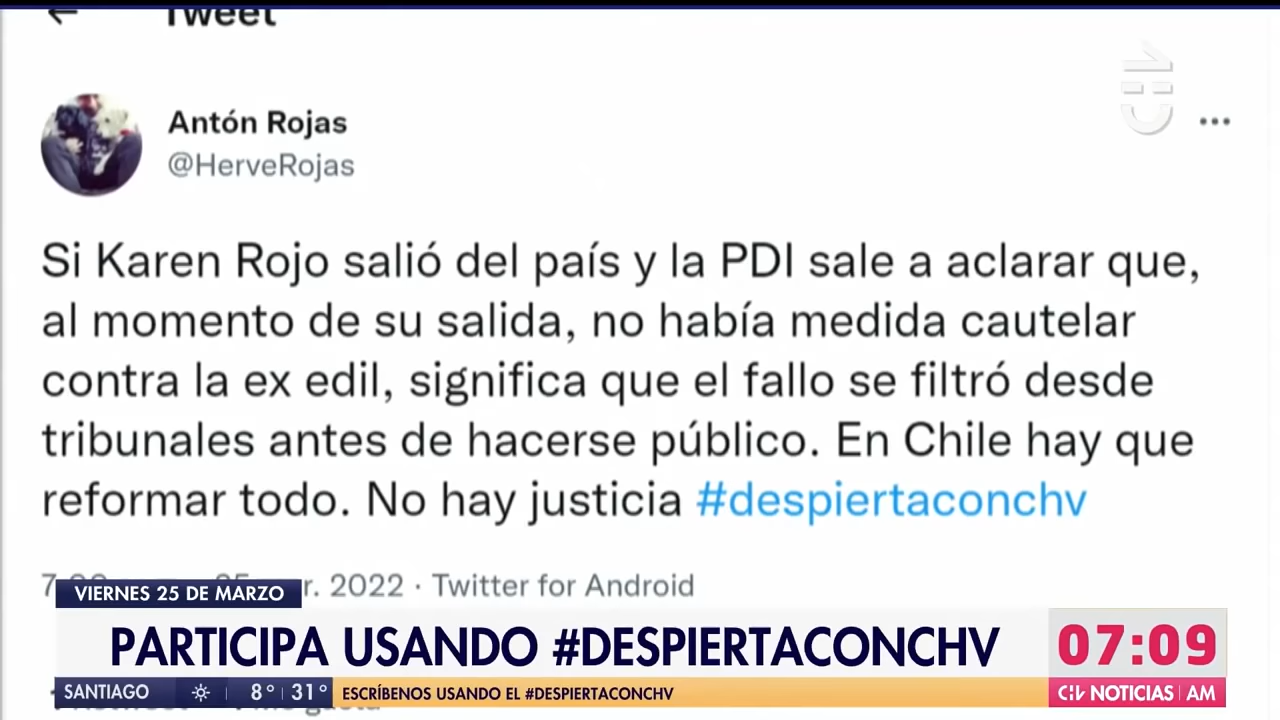 Tweet
Antón Rojas
@HerveRojas
Si Karen Rojo salió del país y la PDI sale a aclarar que,
al momento de su salida, no había medida cautelar
contra la ex edil, significa que el fallo se filtró desde
tribunales antes de hacerse público. En Chile hay que
reformar todo. No hay justicia #despiertaconchv
2022 · Twitter for Android
VIERNES 25 DE MARZO
PARTICIPA USANDO #DESPIERTACONCHV
07:09
SANTIAGO 8° 31° ESCRÍBENOS USANDO EL #DESPIERTACONCHV
CHV NOTICIAS AM